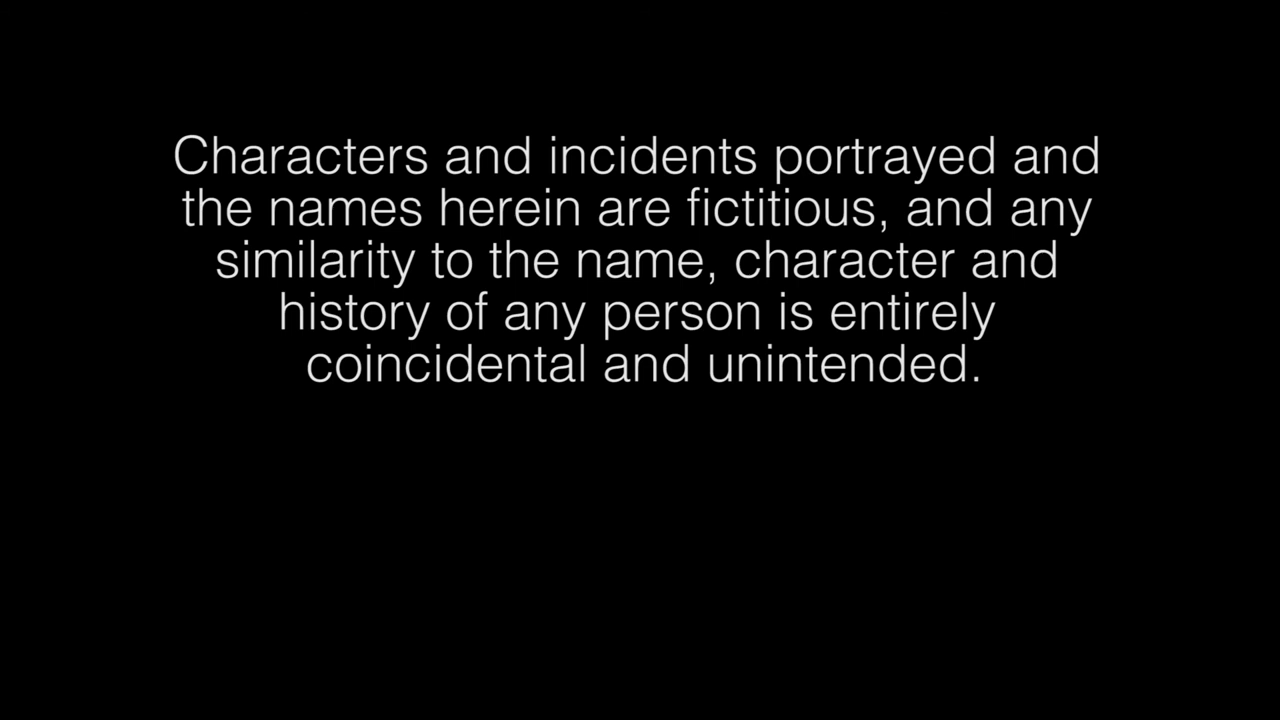 Characters and incidents portrayed and
the names herein are fictitious, and any
similarity to the name, character and
history of any person is entirely
coincidental and unintended.